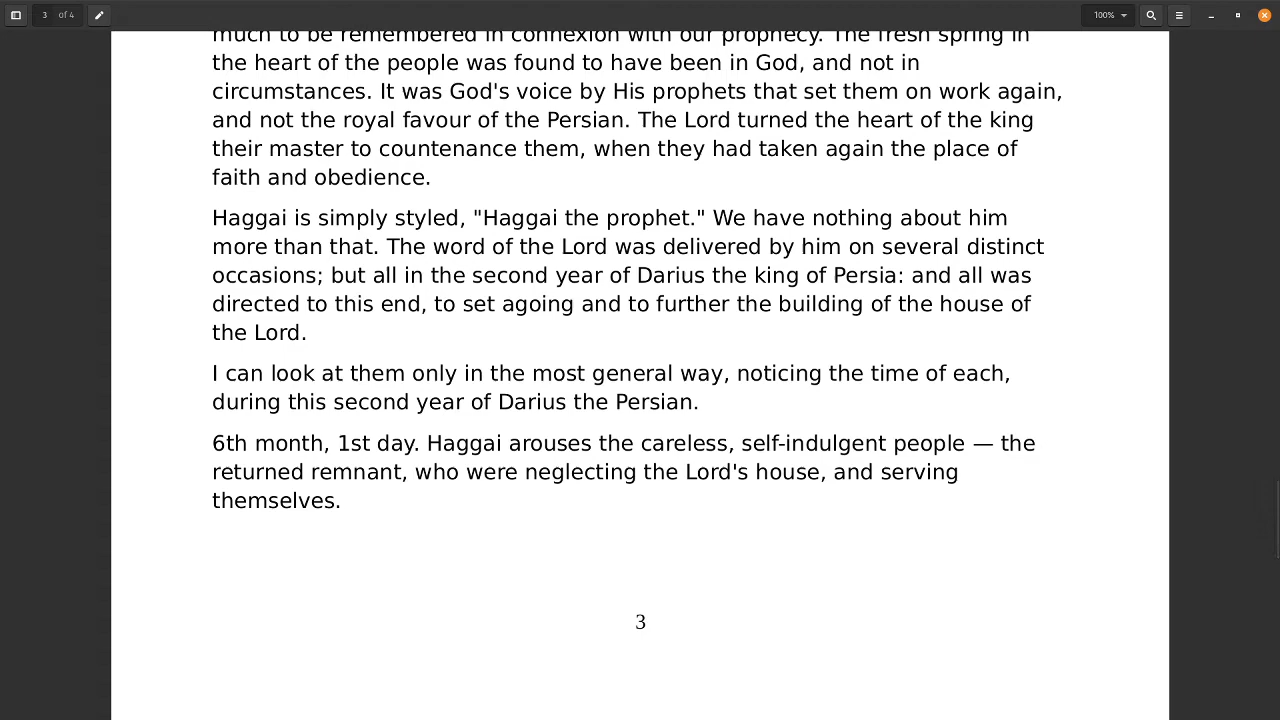 3 of 4
100%
much to be remembered in connexion with our prophecy. The fresh spring in
the heart of the people was found to have been in God, and not in
circumstances. It was God's voice by His prophets that set them on work again,
and not the royal favour of the Persian. The Lord turned the heart of the king
their master to countenance them, when they had taken again the place of
faith and obedience.
Haggai is simply styled, "Haggai the prophet." We have nothing about him
more than that. The word of the Lord was delivered by him on several distinct
occasions; but all in the second year of Darius the king of Persia: and all was
directed to this end, to set agoing and to further the building of the house of
the Lord.
I can look at them only in the most general way, noticing the time of each,
during this second year of Darius the Persian.
6th month, 1st day. Haggai arouses the careless, self-indulgent people — the
returned remnant, who were neglecting the Lord's house, and serving
themselves.
3